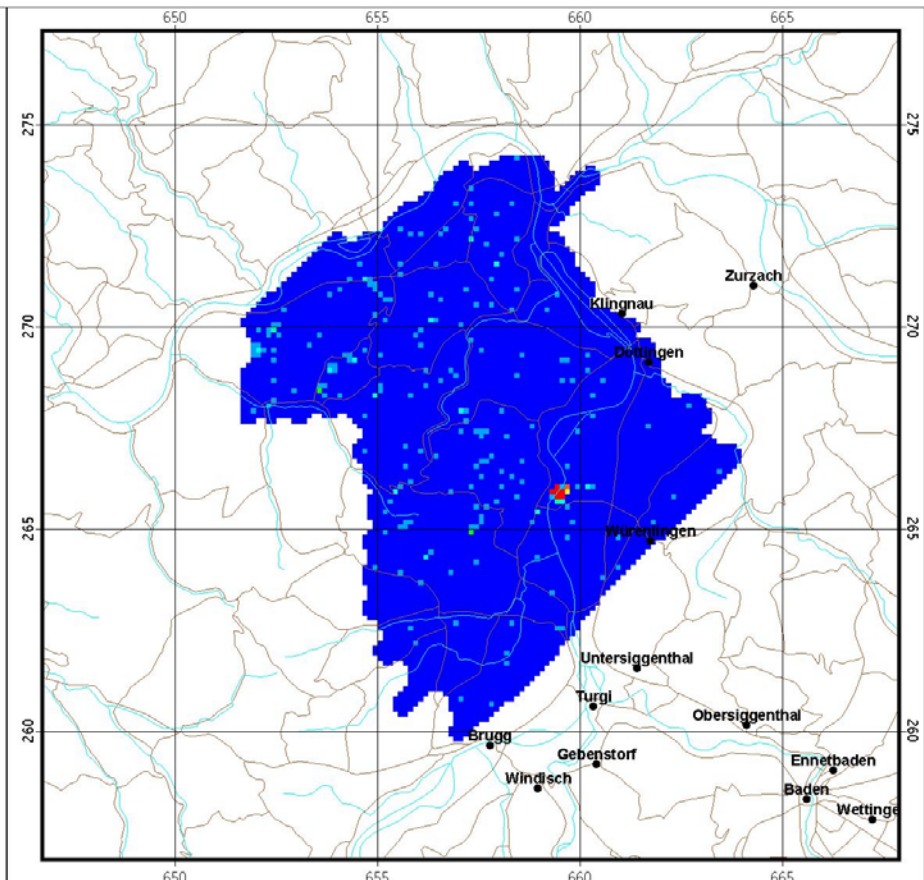 650 655 660 665
275 275
Zurzach
Klingnau
270 270
Döttingen
265 265
Würenlingen
Untersiggenthal
Turgi
Obersiggenthal
260 260
Brugg
Gebenstorf
Ennetbaden
Windisch
Baden
Wettinge
650 655 660 665